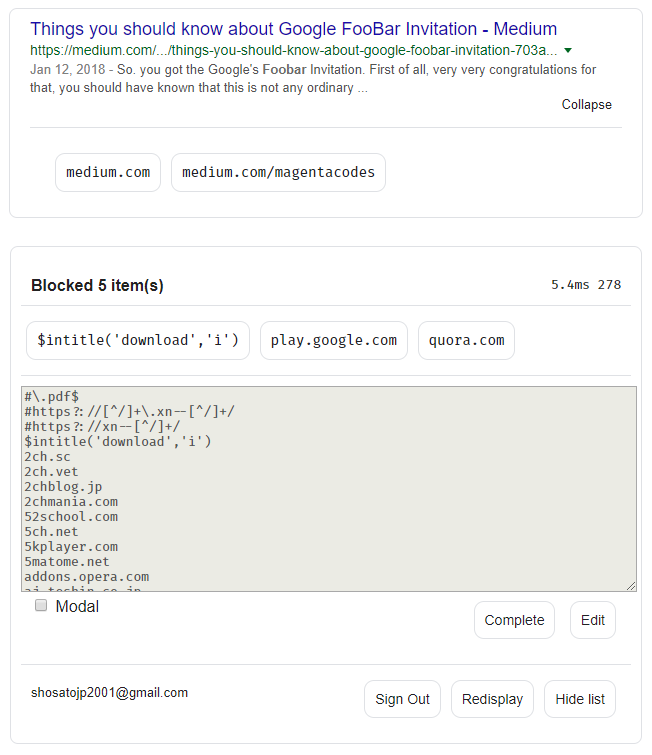 Things you should know about Google FooBar Invitation - Medium
https://medium.com/.../things-you-should-know-about-google-foobar-invitation-703a...
Jan 12, 2018 - So. you got the Google's Foobar Invitation. First of all, very very congratulations for
that, you should have known that this is not any ordinary ...
Collapse
medium.com medium.com/magentacodes
Blocked 5 item(s) 5.4ms 278
$intitle('download','i') play.google.com quora.com
#\.pdf$
#https?://[^/]+\.xn--[^/]+/
#https?://xn--[^/]+/
$intitle('download','i')
2ch.sc
2ch.vet
2chblog.jp
2chmania.com
52school.com
5ch.net
5kplayer.com
5matome.net
addons.opera.com
Modal Complete Edit
shosatojp2001@gmail.com Sign Out Redisplay Hide list